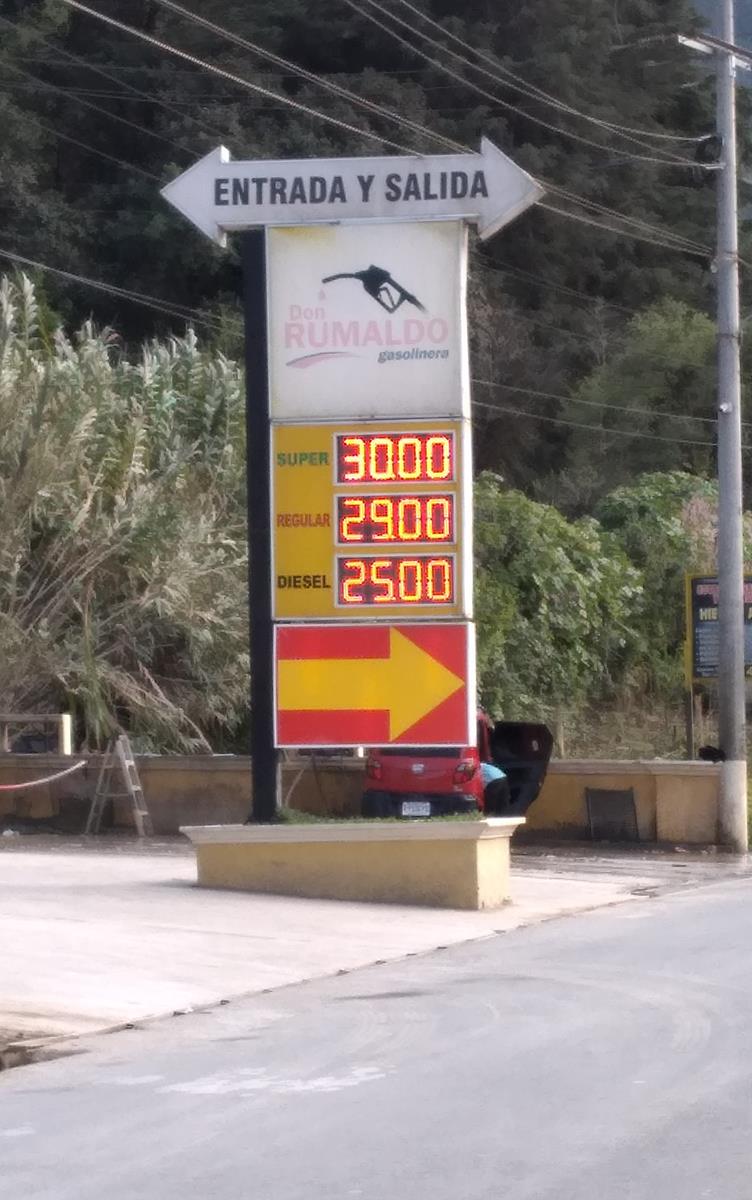 ENTRADA Y SALIDA
Don
RUMALDO
gasolinera
SUPER 30.00
REGULAR 29.00
DIESEL 25.00